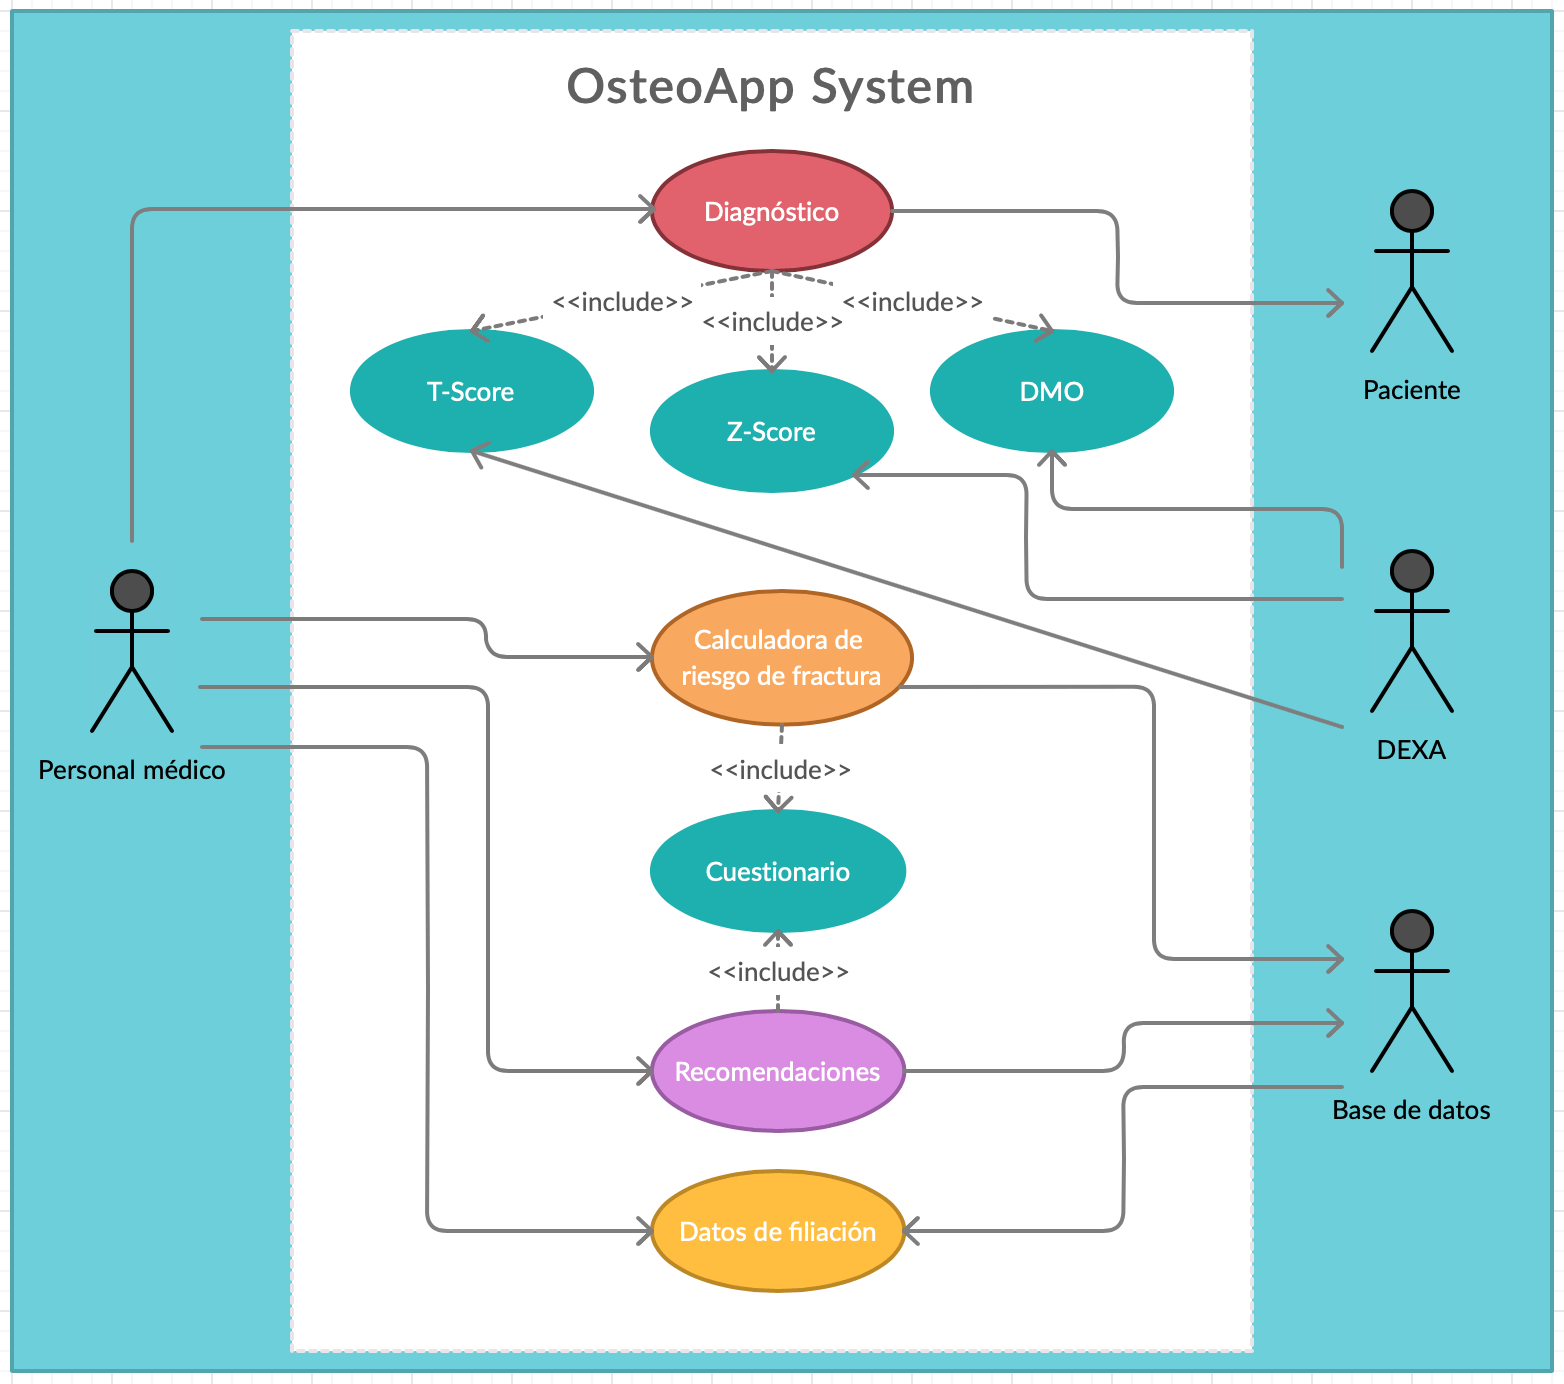 OsteoApp System
Diagnóstico
<<include>>
<<include>>
<<include>>
T-Score
Z-Score
DMO
Paciente
Calculadora de
riesgo de fractura
Personal médico
DEXA
<<include>>
Cuestionario
<<include>>
Recomendaciones
Base de datos
Datos de filiación